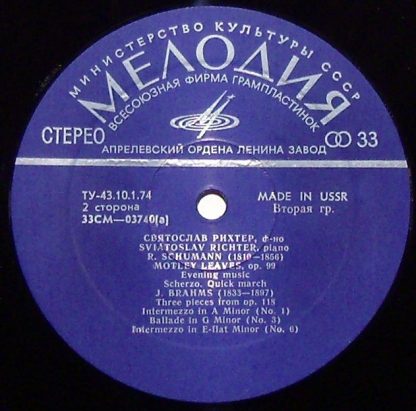 МИНИСТЕРСТВО КУЛЬТУРЫ СССР
МЕЛОДИЯ
ВСЕСОЮЗНАЯ ФИРМА ГРАМПЛАСТИНОК
СТЕРЕО
33
АПРЕЛЕВСКИЙ ОРДЕНА ЛЕНИНА ЗАВОД
ТУ-43.10.1.74
MADE IN USSR
2 сторона
Вторая гр.
33СМ—03740(а)
СВЯТОСЛАВ РИХТЕР, ф-но
SVIATOSLAV RICHTER, piano
R. SCHUMANN (1810—1856)
MOTLEY LEAVES, op. 99
Evening music
Scherzo. Quick march
J. BRAHMS (1833—1897)
Three pieces from op. 118
Intermezzo in A Minor (No. 1)
Ballade in G Minor (No. 3)
Intermezzo in E-flat Minor (No. 6)